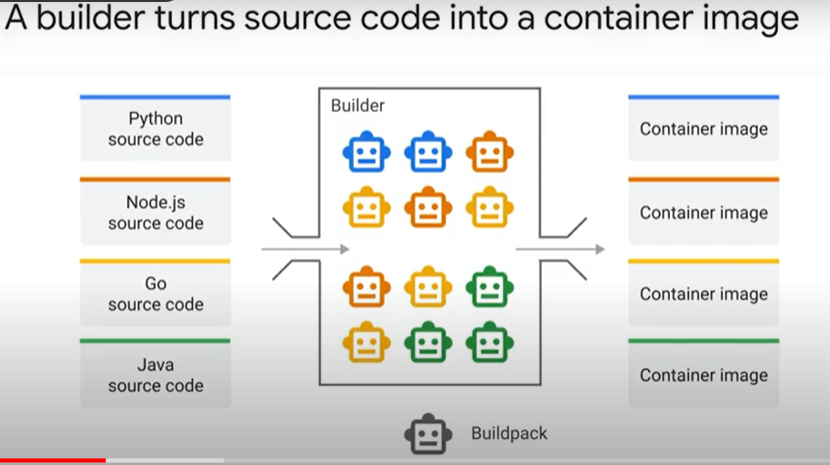 A builder turns source code into a container image
Python
source code
Node.js
source code
Go
source code
Java
source code
Builder
Buildpack
Container image
Container image
Container image
Container image